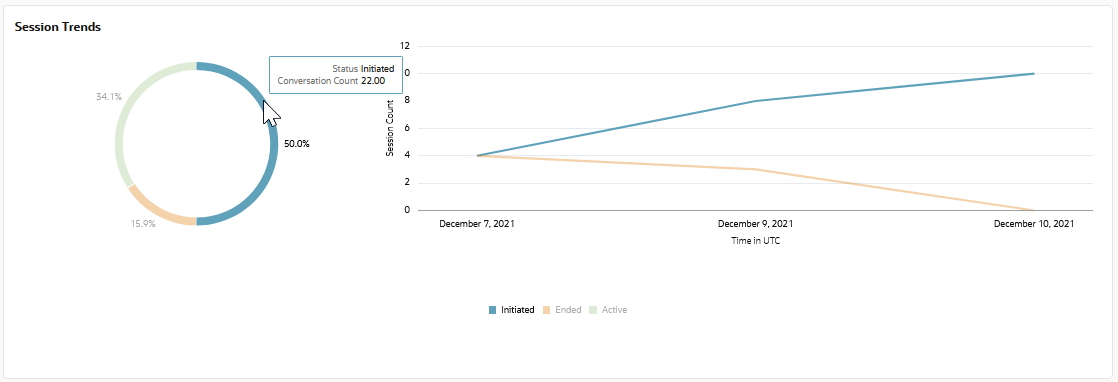 Session Trends
Status Initiated
Conversation Count 22.00
34.1%
50.0%
15.9%
Session Count
12
0
8
6
4
2
0
December 7, 2021
December 9, 2021
December 10, 2021
Time in UTC
Initiated
Ended
Active